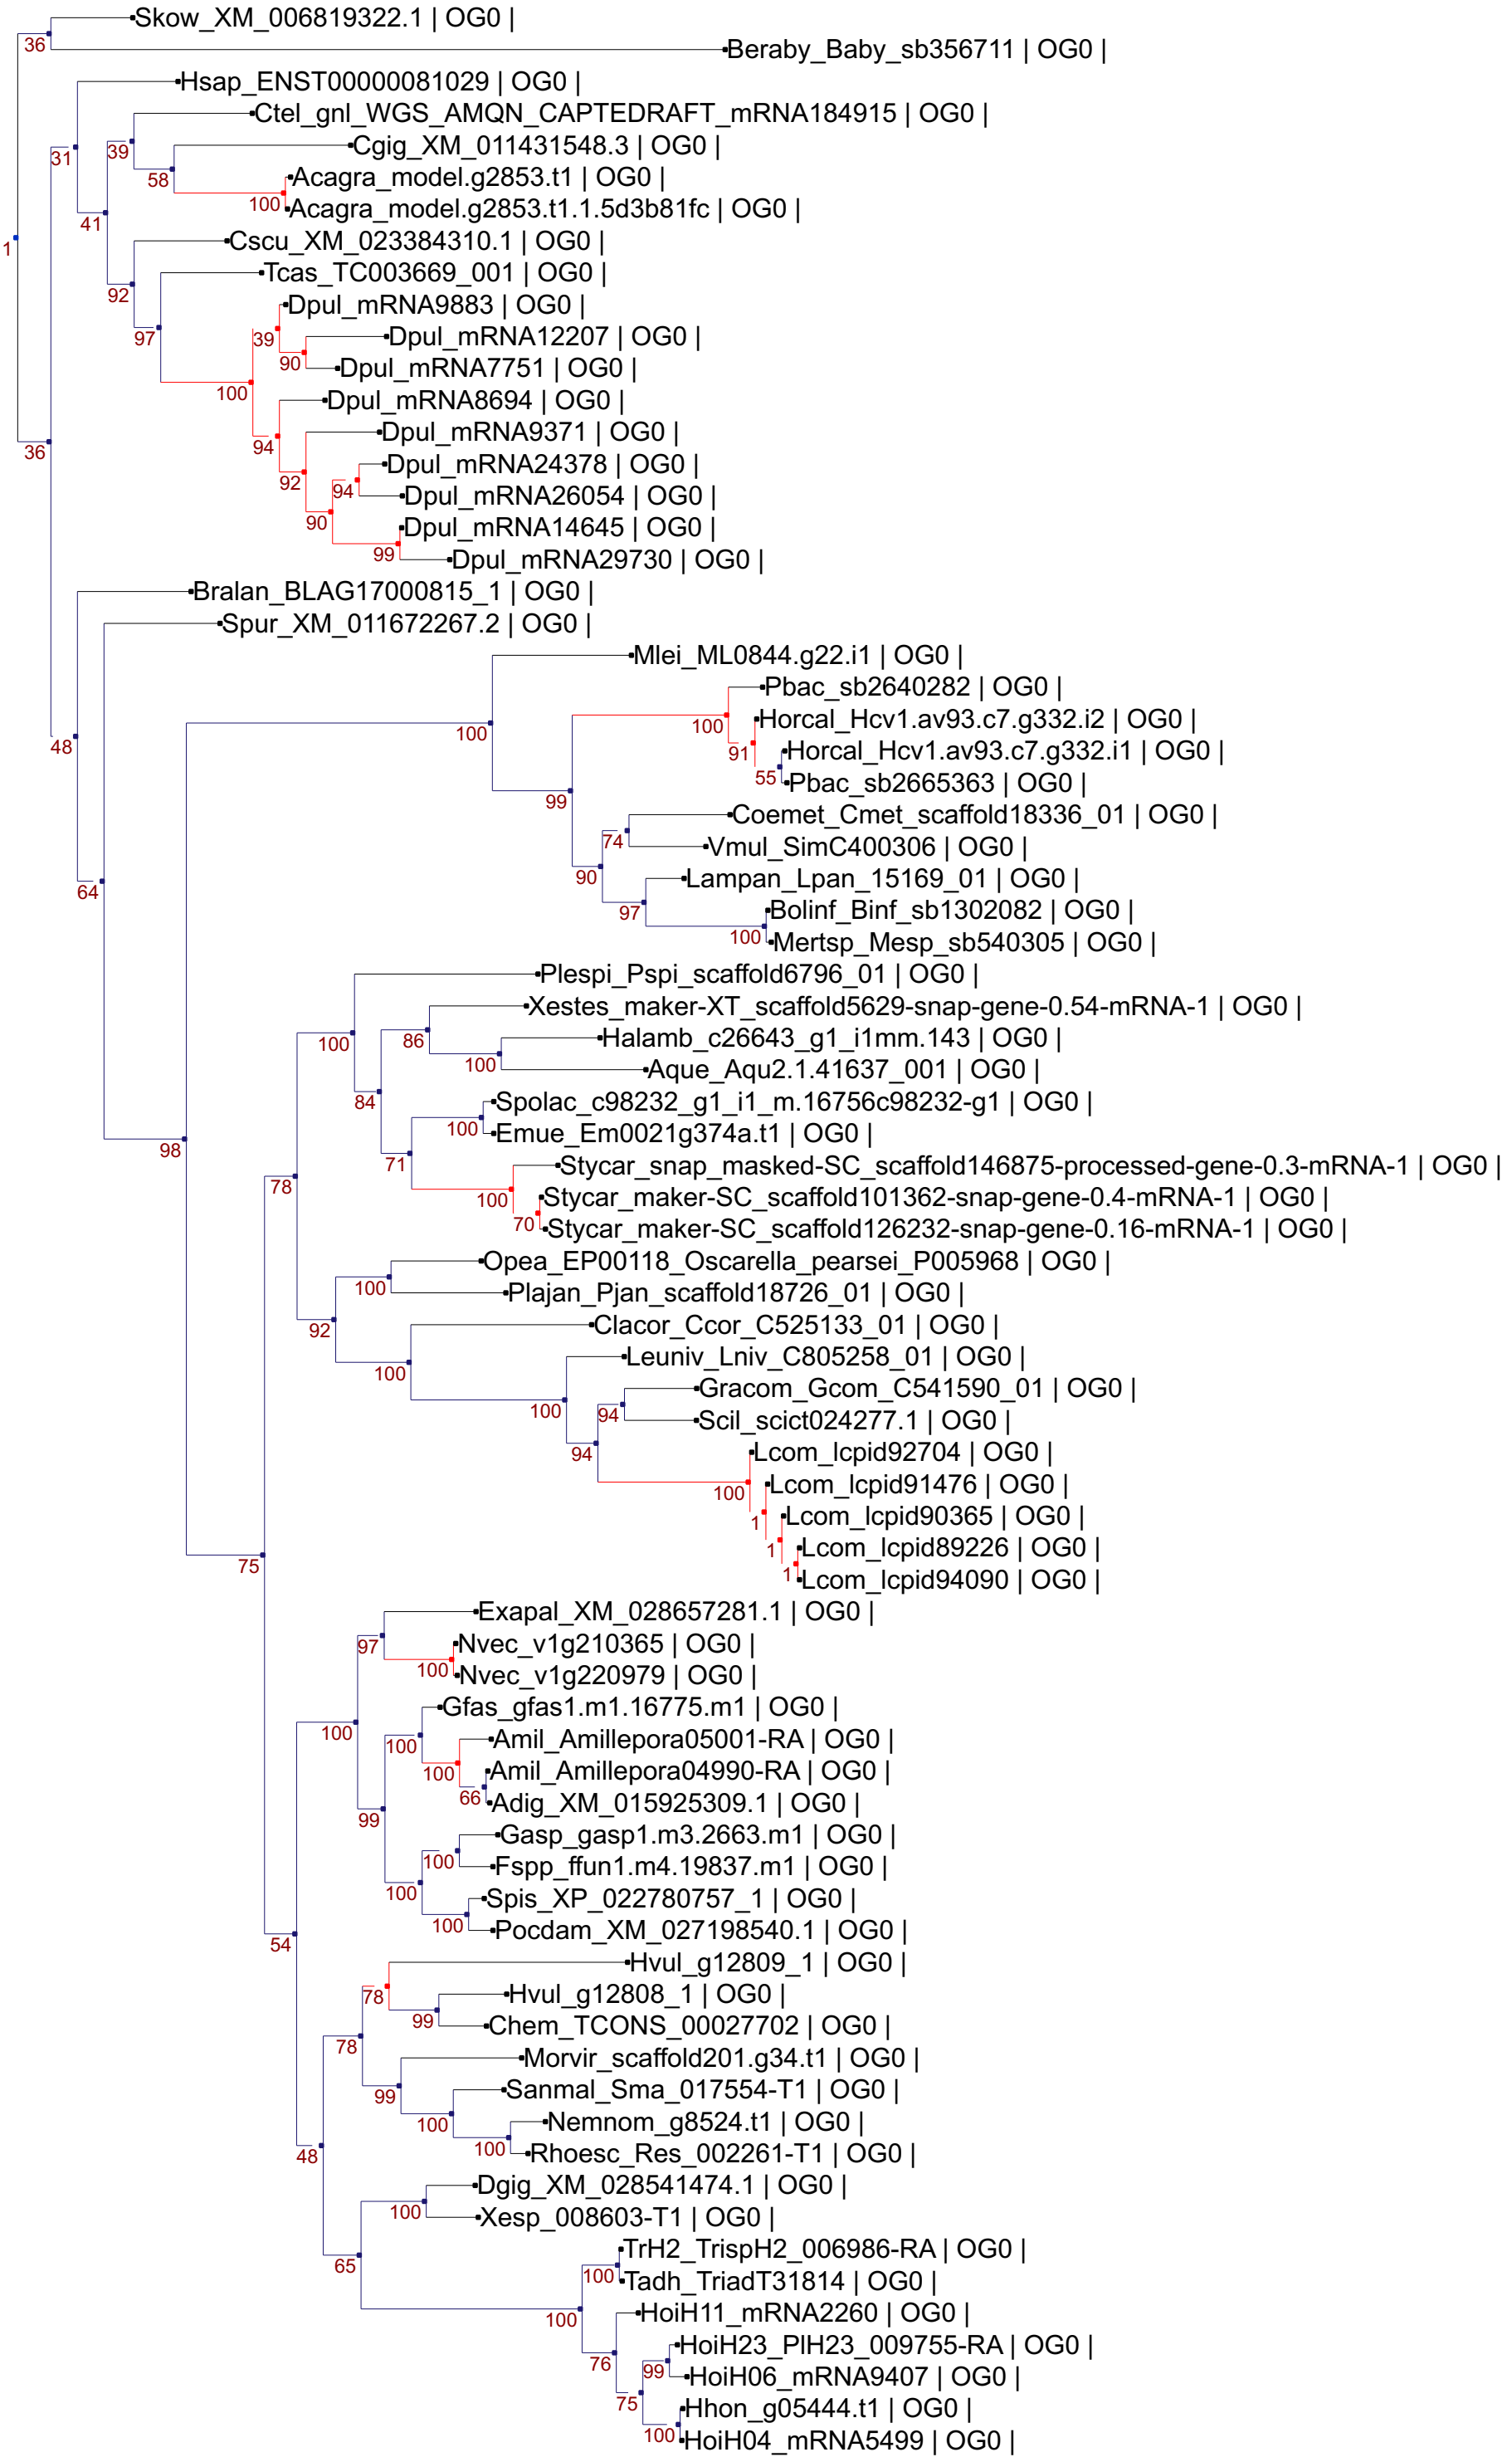 Skow_XM_006819322.1 | OG0 |
36
Beraby_Baby_sb356711 | OG0 |
Hsap_ENST00000081029 | OG0 |
Ctel_gnl_WGS_AMQN_CAPTEDRAFT_mRNA184915 | OG0 |
Cgig_XM_011431548.3 | OG0 |
31
39
Acagra_model.g2853.t1 | OG0 |
58
100
Acagra_model.g2853.t1.1.5d3b81fc | OG0 |
41
Cscu_XM_023384310.1 | OG0 |
1
Tcas_TC003669_001 | OG0 |
92
Dpul_mRNA9883 | OG0 |
97
39
Dpul_mRNA12207 | OG0 |
90
Dpul_mRNA7751 | OG0 |
100
Dpul_mRNA8694 | OG0 |
Dpul_mRNA9371 | OG0 |
94
36
Dpul_mRNA24378 | OG0 |
92
94
Dpul_mRNA26054 | OG0 |
90
Dpul_mRNA14645 | OG0 |
99
Dpul_mRNA29730 | OG0 |
Bralan_BLAG17000815_1 | OG0 |
Spur_XM_011672267.2 | OG0 |
Mlei_ML0844.g22.i1 | OG0 |
Pbac_sb2640282 | OG0 |
Horcal_Hcv1.av93.c7.g332.i2 | OG0 |
100
100
48
91
Horcal_Hcv1.av93.c7.g332.i1 | OG0 |
55
Pbac_sb2665363 | OG0 |
99
Coemet_Cmet_scaffold18336_01 | OG0 |
74
Vmul_SimC400306 | OG0 |
90
Lampan_Lpan_15169_01 | OG0 |
64
97
Bolinf_Binf_sb1302082 | OG0 |
100
Mertsp_Mesp_sb540305 | OG0 |
Plespi_Pspi_scaffold6796_01 | OG0 |
Xestes_maker-XT_scaffold5629-snap-gene-0.54-mRNA-1 | OG0 |
100
86
Halamb_c26643_g1_i1mm.143 | OG0 |
100
Aque_Aqu2.1.41637_001 | OG0 |
84
Spolac_c98232_g1_i1_m.16756c98232-g1 | OG0 |
100
Emue_Em0021g374a.t1 | OG0 |
98
71
Stycar_snap_masked-SC_scaffold146875-processed-gene-0.3-mRNA-1 | OG0 |
78
100
Stycar_maker-SC_scaffold101362-snap-gene-0.4-mRNA-1 | OG0 |
70
Stycar_maker-SC_scaffold126232-snap-gene-0.16-mRNA-1 | OG0 |
Opea_EP00118_Oscarella_pearsei_P005968 | OG0 |
100
Plajan_Pjan_scaffold18726_01 | OG0 |
92
Clacor_Ccor_C525133_01 | OG0 |
Leuniv_Lniv_C805258_01 | OG0 |
100
Gracom_Gcom_C541590_01 | OG0 |
100
94
Scil_scict024277.1 | OG0 |
94
Lcom_lcpid92704 | OG0 |
Lcom_lcpid91476 | OG0 |
100
Lcom_lcpid90365 | OG0 |
1
1
Lcom_lcpid89226 | OG0 |
75
1
Lcom_lcpid94090 | OG0 |
Exapal_XM_028657281.1 | OG0 |
97
Nvec_v1g210365 | OG0 |
100
Nvec_v1g220979 | OG0 |
Gfas_gfas1.m1.16775.m1 | OG0 |
100
100
Amil_Amillepora05001-RA | OG0 |
100
Amil_Amillepora04990-RA | OG0 |
66
Adig_XM_015925309.1 | OG0 |
99
Gasp_gasp1.m3.2663.m1 | OG0 |
100
Fspp_ffun1.m4.19837.m1 | OG0 |
100
Spis_XP_022780757_1 | OG0 |
100
Pocdam_XM_027198540.1 | OG0 |
54
Hvul_g12809_1 | OG0 |
78
Hvul_g12808_1 | OG0 |
99
Chem_TCONS_00027702 | OG0 |
78
Morvir_scaffold201.g34.t1 | OG0 |
99
Sanmal_Sma_017554-T1 | OG0 |
100
Nemnom_g8524.t1 | OG0 |
100
48
Rhoesc_Res_002261-T1 | OG0 |
Dgig_XM_028541474.1 | OG0 |
100
Xesp_008603-T1 | OG0 |
TrH2_TrispH2_006986-RA | OG0 |
65
100
Tadh_TriadT31814 | OG0 |
HoiH11_mRNA2260 | OG0 |
100
HoiH23_PlH23_009755-RA | OG0 |
76
99
HoiH06_mRNA9407 | OG0 |
75
Hhon_g05444.t1 | OG0 |
100
HoiH04_mRNA5499 | OG0 |